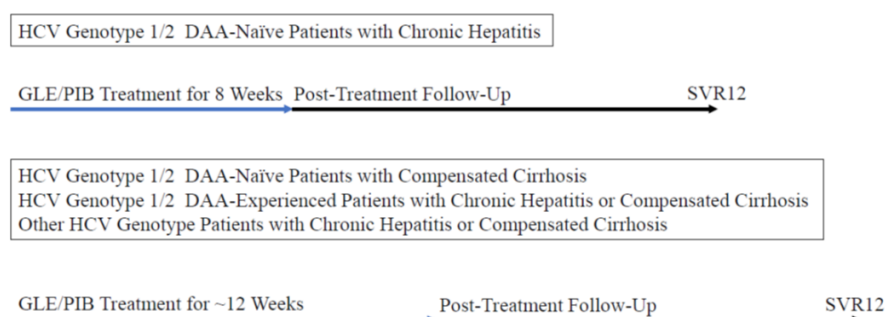 HCV Genotype 1/2 DAA-Naïve Patients with Chronic Hepatitis
GLE/PIB Treatment for 8 Weeks Post-Treatment Follow-Up SVR12
HCV Genotype 1/2 DAA-Naïve Patients with Compensated Cirrhosis
HCV Genotype 1/2 DAA-Experienced Patients with Chronic Hepatitis or Compensated Cirrhosis
Other HCV Genotype Patients with Chronic Hepatitis or Compensated Cirrhosis
GLE/PIB Treatment for ~12 Weeks Post-Treatment Follow-Up SVR12